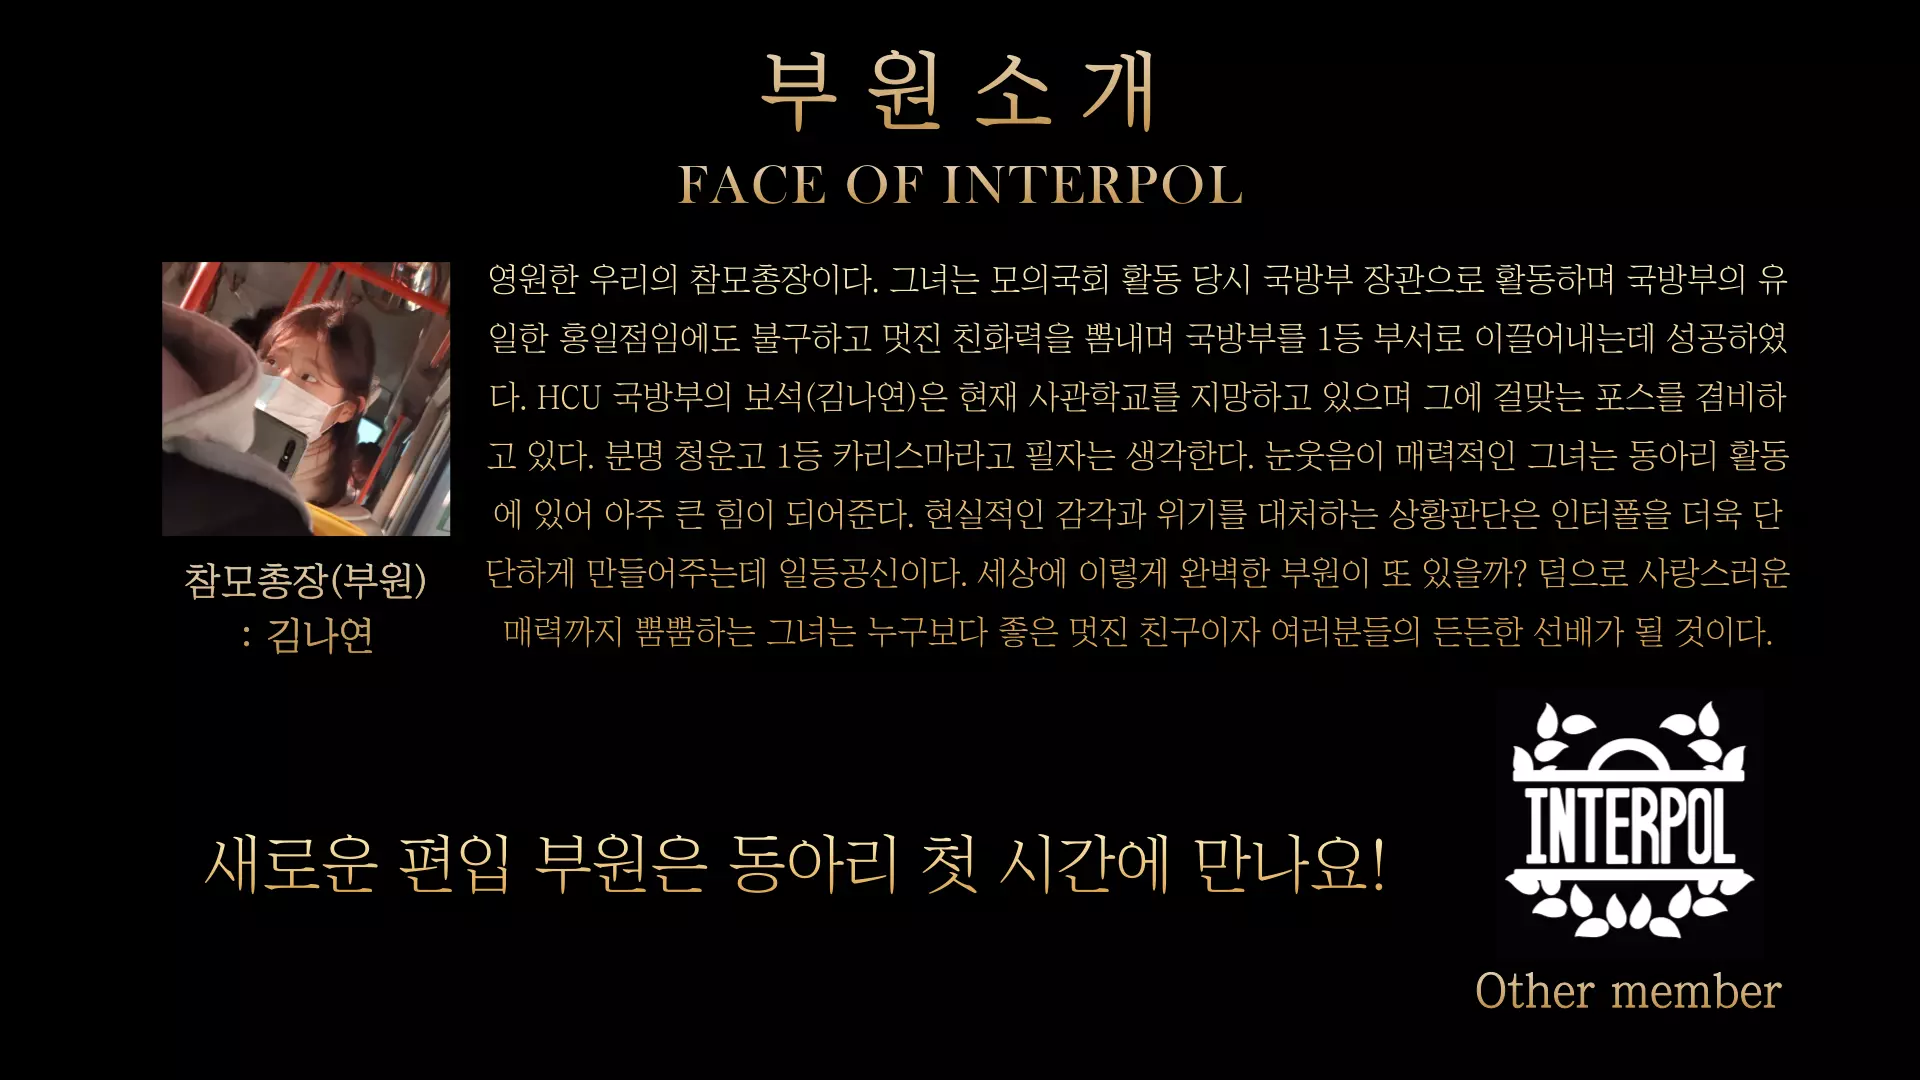 부원소개
FACE OF INTERPOL
영원한 우리의 참모총장이다. 그녀는 모의국회 활동 당시 국방부 장관으로 활동하며 국방부의 유
일한 홍일점임에도 불구하고 멋진 친화력을 뽐내며 국방부를 1등 부서로 이끌어내는데 성공하였
다. HCU 국방부의 보석(김나연)은 현재 사관학교를 지망하고 있으며 그에 걸맞는 포스를 겸비하
고 있다. 분명 청운고 1등 카리스마라고 필자는 생각한다. 눈웃음이 매력적인 그녀는 동아리 활동
에 있어 아주 큰 힘이 되어준다. 현실적인 감각과 위기를 대처하는 상황판단은 인터폴을 더욱 단
단하게 만들어주는데 일등공신이다. 세상에 이렇게 완벽한 부원이 또 있을까? 덤으로 사랑스러운
매력까지 뿜뿜하는 그녀는 누구보다 좋은 멋진 친구이자 여러분들의 든든한 선배가 될 것이다.
참모총장(부원)
: 김나연
새로운 편입 부원은 동아리 첫 시간에 만나요!
INTERPOL
Other member